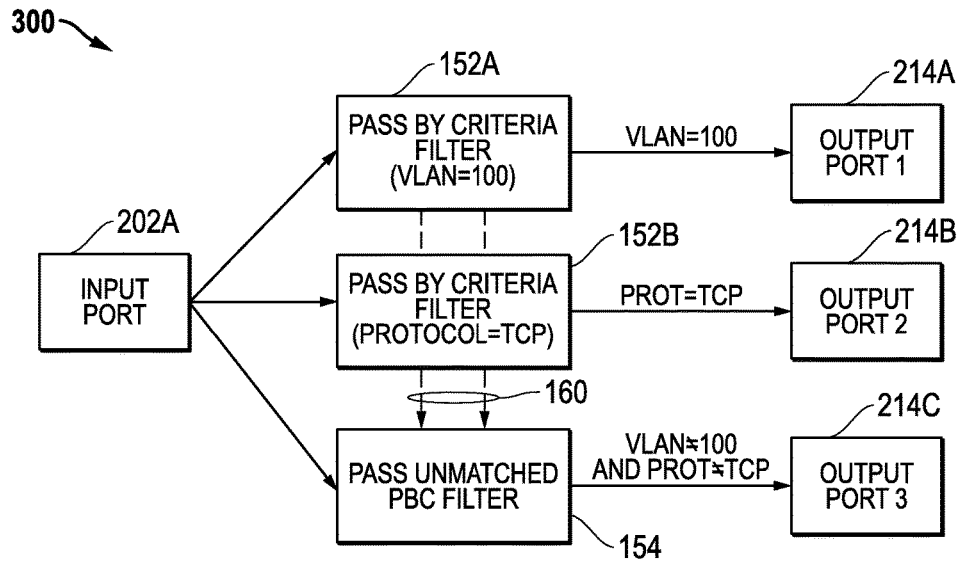 300
152A
PASS BY CRITERIA
FILTER
(VLAN=100)
VLAN=100
214A
OUTPUT
PORT 1
202A
INPUT
PORT
152B
PASS BY CRITERIA
FILTER
(PROTOCOL=TCP)
PROT=TCP
214B
OUTPUT
PORT 2
160
PASS UNMATCHED
PBC FILTER
154
VLAN≠100
AND PROT≠TCP
214C
OUTPUT
PORT 3